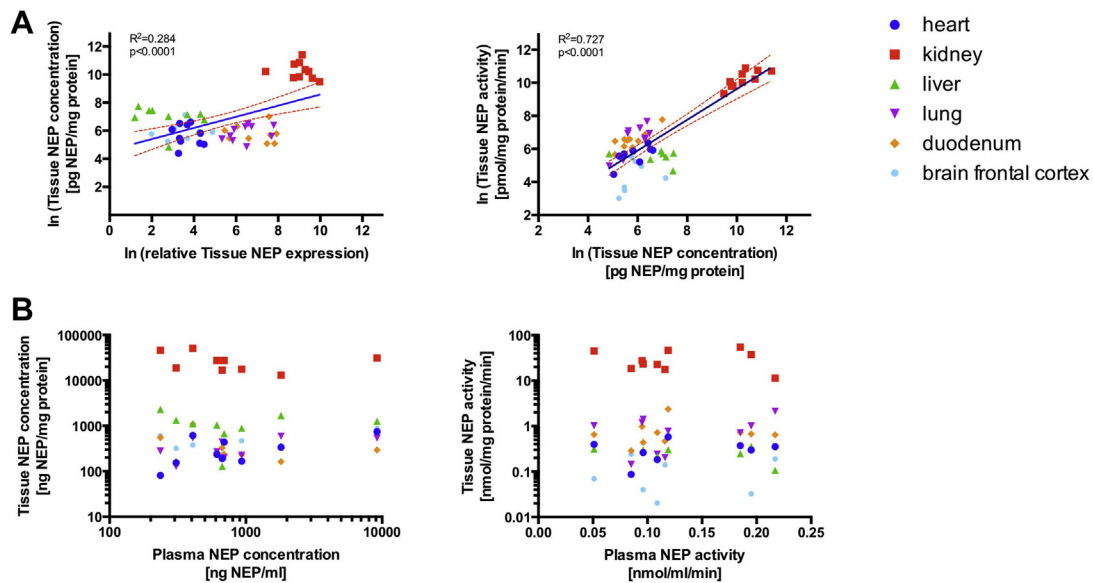 A
R²=0.284
p<0.0001
ln (Tissue NEP concentration)
[pg NEP/mg protein]
12
10
8
6
4
2
0
2
4
6
8
10
12
ln (relative Tissue NEP expression)
R²=0.727
p<0.0001
ln (Tissue NEP activity)
[pmol/mg protein/min]
12
10
8
6
4
2
2
4
6
8
10
12
ln (Tissue NEP concentration)
[pg NEP/mg protein]
heart
kidney
liver
lung
duodenum
brain frontal cortex
B
Tissue NEP concentration
[ng NEP/mg protein]
100000
10000
1000
100
10
100
1000
10000
Plasma NEP concentration
[ng NEP/ml]
Tissue NEP activity
[nmol/mg protein/min]
100
10
1
0.1
0.01
0.00
0.05
0.10
0.15
0.20
0.25
Plasma NEP activity
[nmol/ml/min]